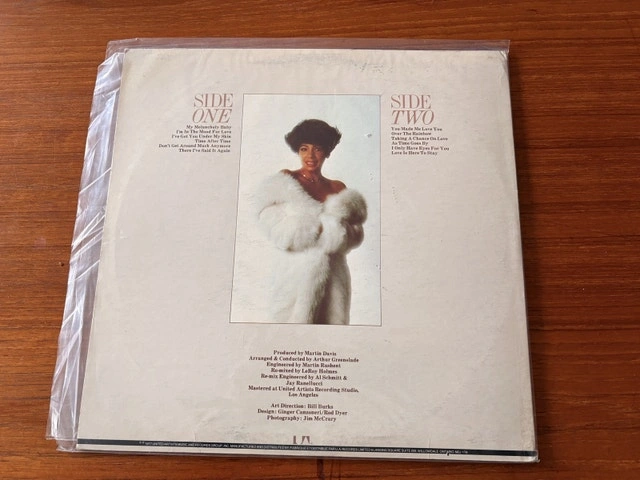 SIDE
ONE
My Melancholy Baby
I'm In The Mood For Love
I've Got You Under My Skin
Time After Time
Don't Get Around Much Anymore
There I've Said It Again
SIDE
TWO
You Made Me Love You
Over The Rainbow
Taking A Chance On Love
As Time Goes By
I Only Have Eyes For You
Love Is Here To Stay
Produced by Martin Davis
Arranged & Conducted by Arthur Greenslade
Engineered by Martin Rushent
Re-mixed by LeRoy Holmes
Re-mix Engineered by Al Schmitt &
Jay Ranellucci
Mastered at United Artists Recording Studio,
Los Angeles
Art Direction: Bill Burks
Design: Ginger Canzoneri/Rod Dyer
Photography: Jim McCrary